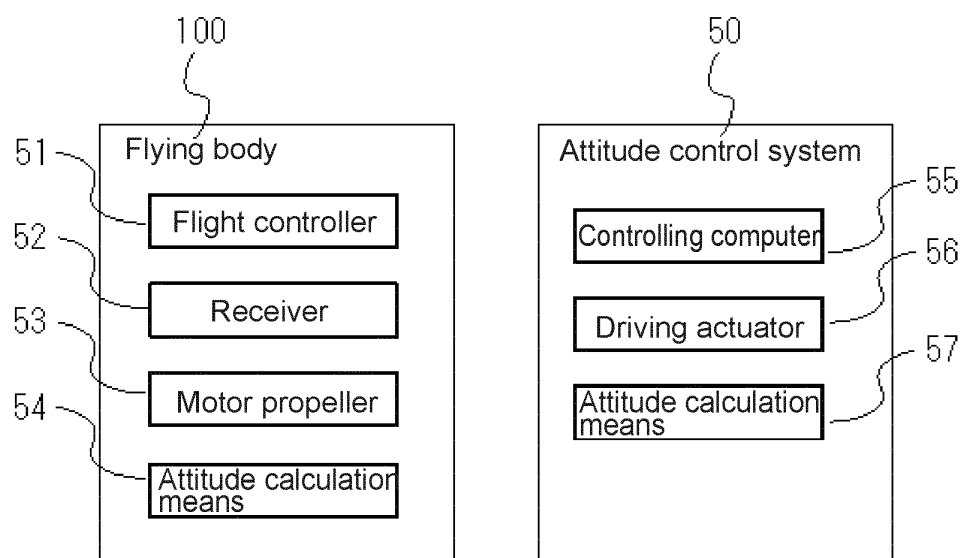 100
Flying body
51
Flight controller
52
Receiver
53
Motor propeller
54
Attitude calculation
means
50
Attitude control system
55
Controlling computer
56
Driving actuator
57
Attitude calculation
means